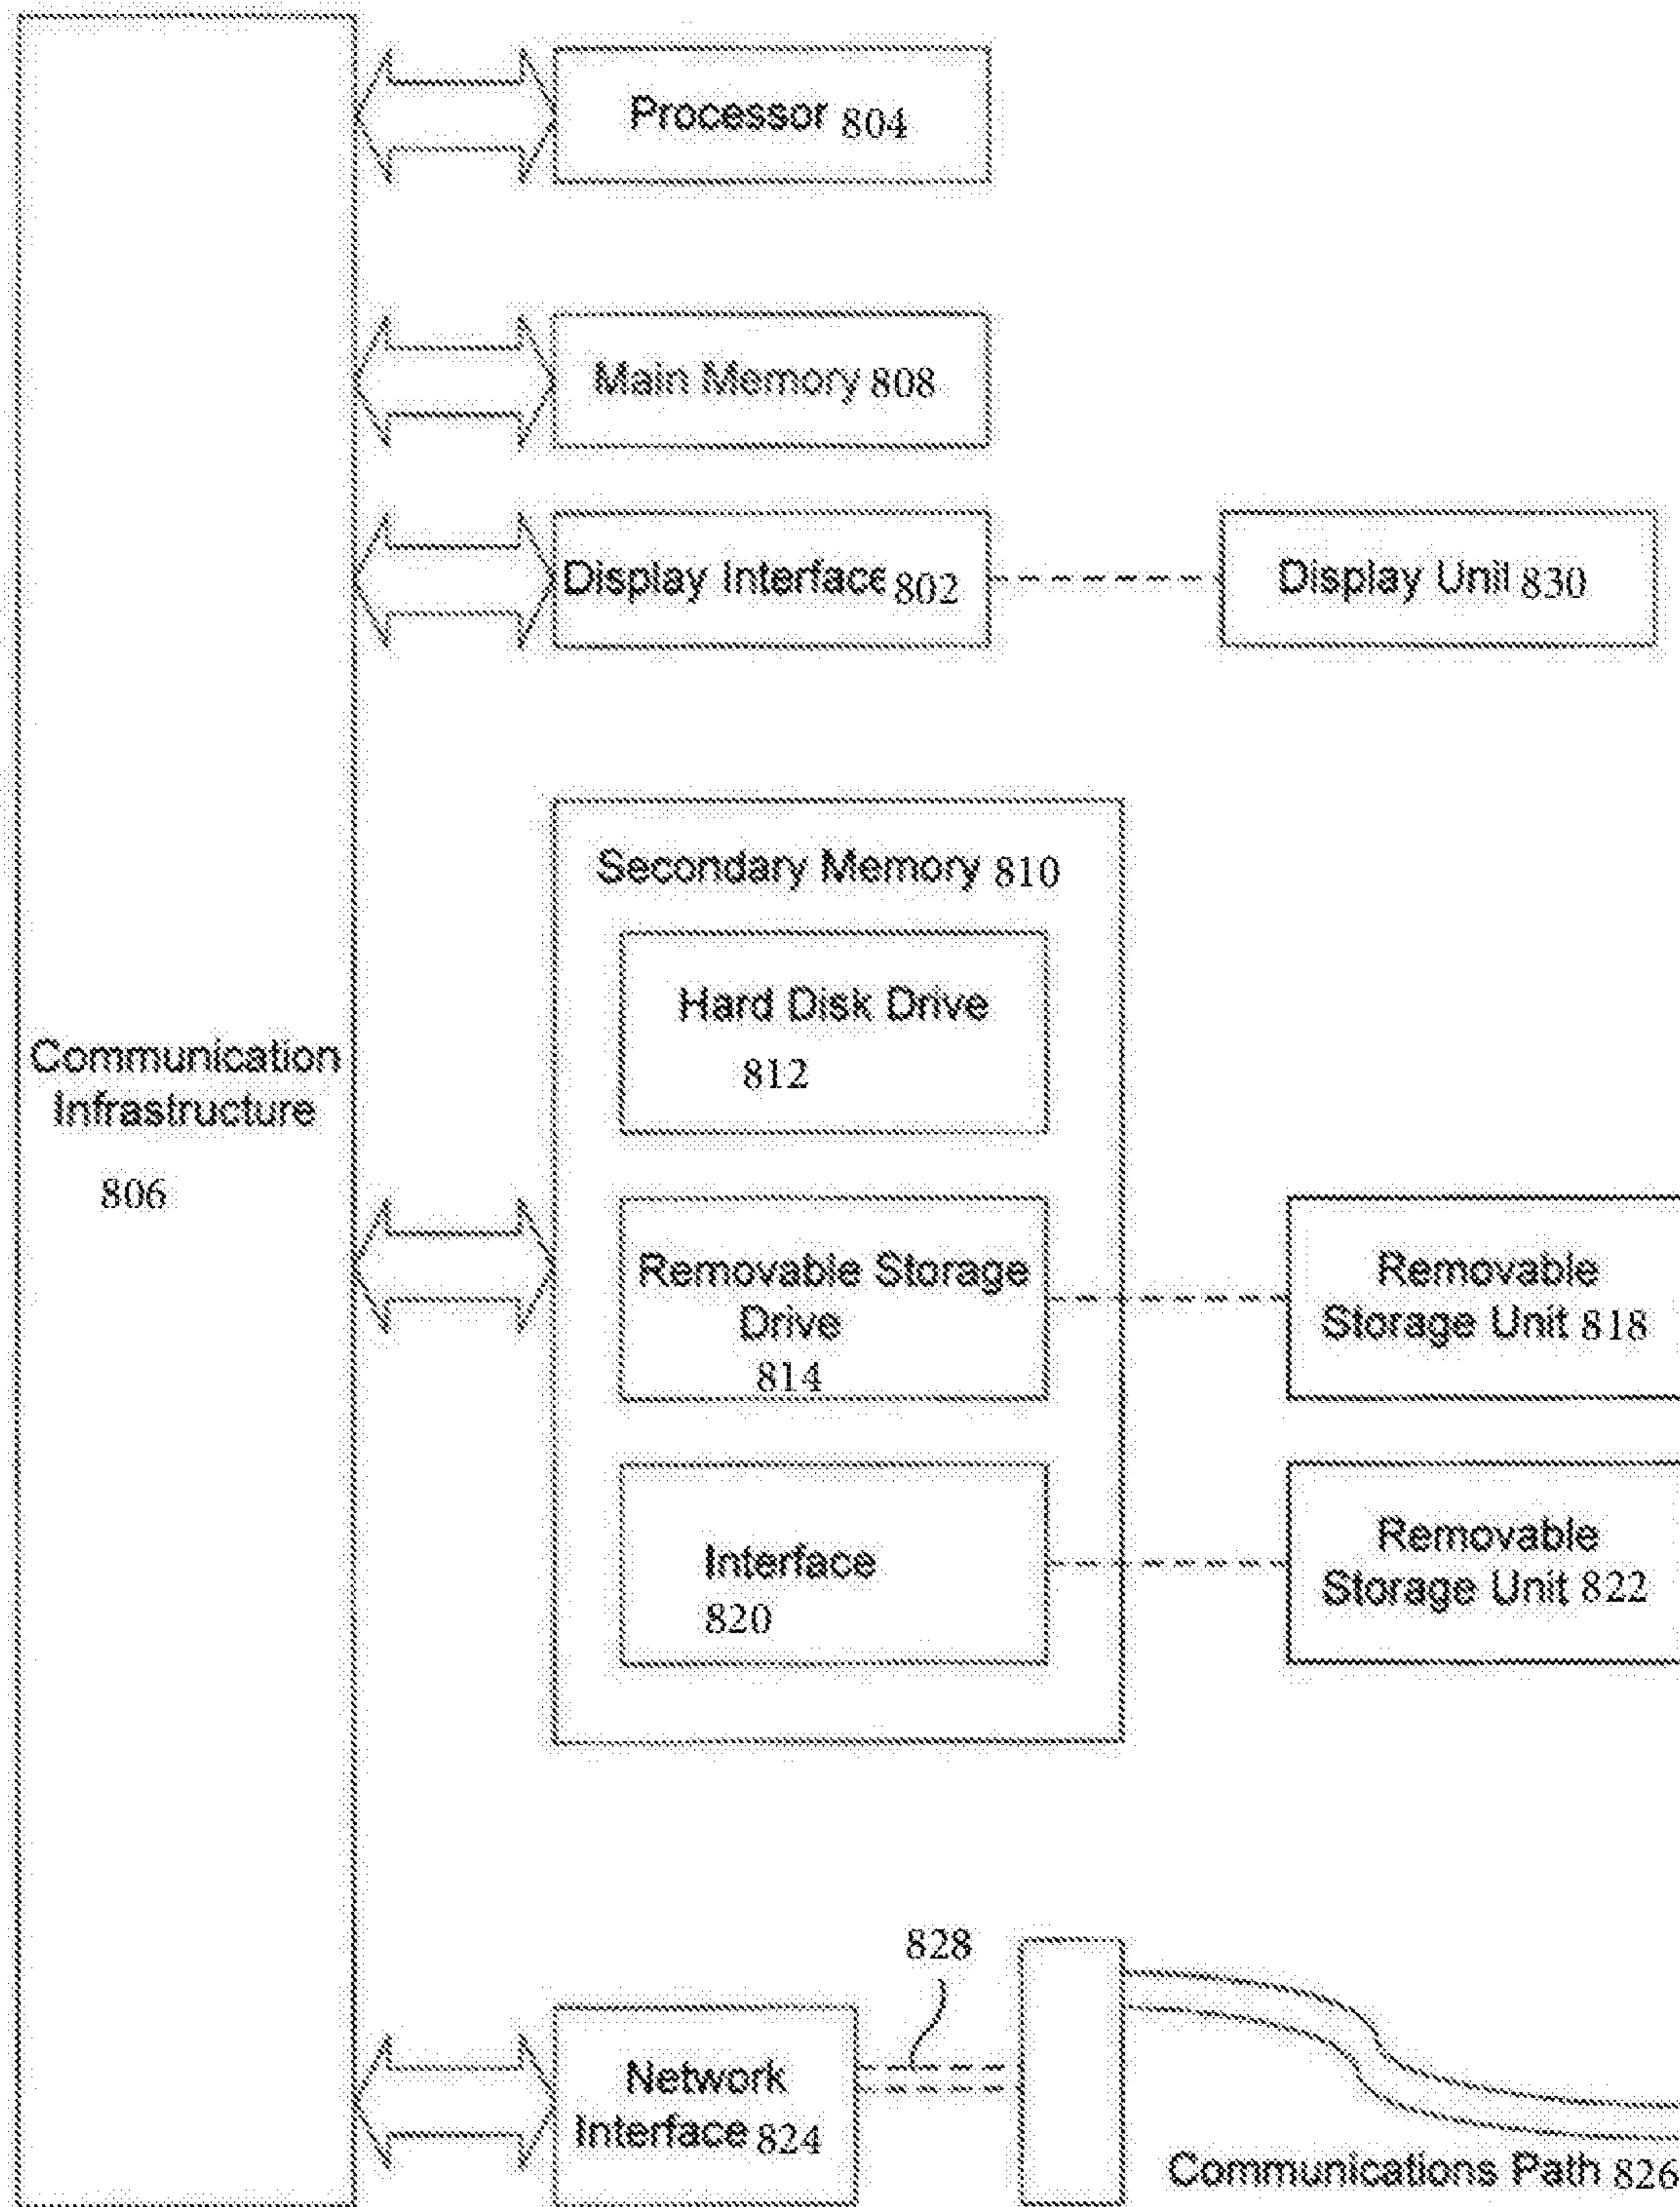 Processor 804
Main Memory 808
Display Interface 802
Display Unit 830
Secondary Memory 810
Hard Disk Drive
812
Communication
Infrastructure
806
Removable Storage
Drive
814
Removable
Storage Unit 818
Interface
820
Removable
Storage Unit 822
828
Network
Interface 824
Communications Path 826